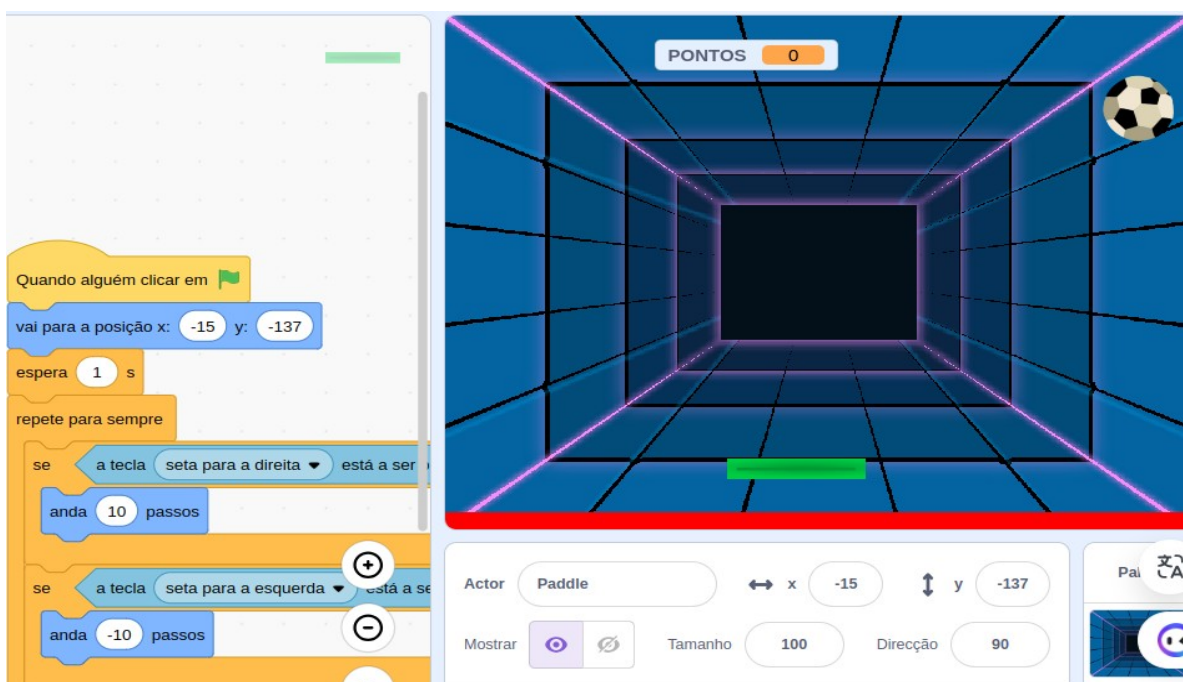 Quando alguém clicar em
vai para a posição x: -15 y: -137
espera 1 s
repete para sempre
se a tecla seta para a direita está a ser
anda 10 passos
se a tecla seta para a esquerda está a se
anda -10 passos
PONTOS 0
Actor Paddle x -15 y -137
Mostrar Tamanho 100 Direcção 90
Pal